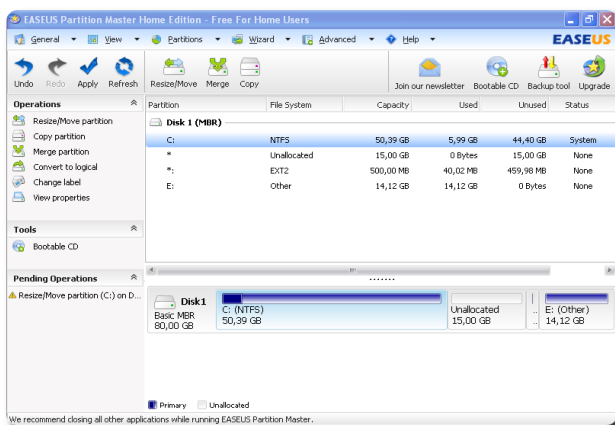 EASEUS Partition Master Home Edition - Free For Home Users
General View Partitions Wizard Advanced Help EASEUS
Undo Redo Apply Refresh Resize/Move Merge Copy Join our newsletter Bootable CD Backup tool Upgrade
Operations
Resize/Move partition
Copy partition
Merge partition
Convert to logical
Change label
View properties
Tools
Bootable CD
Pending Operations
Resize/Move partition (C:) on D...
Partition File System Capacity Used Unused Status
Disk 1 (MBR)
C: NTFS 50,39 GB 5,99 GB 44,40 GB System
* Unallocated 15,00 GB 0 Bytes 15,00 GB None
*: EXT2 500,00 MB 40,02 MB 459,98 MB None
E: Other 14,12 GB 14,12 GB 0 Bytes None
Disk1
Basic MBR
80,00 GB
C: (NTFS)
50,39 GB
Unallocated
15,00 GB
..
..
E: (Other)
14,12 GB
Primary Unallocated
We recommend closing all other applications while running EASEUS Partition Master.